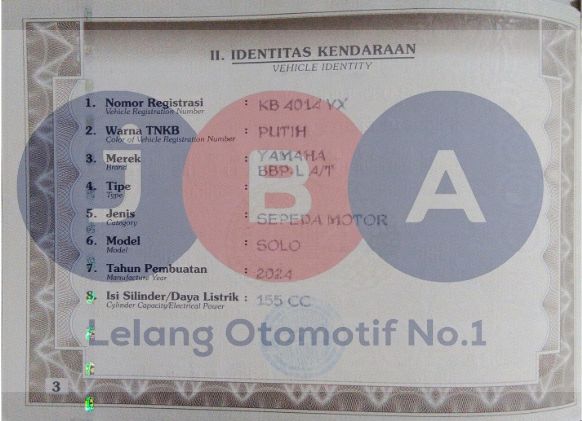 II. IDENTITAS KENDARAAN
VEHICLE IDENTITY
1. Nomor Registrasi : KB 4014 YX
Vehicle Registration Number
2. Warna TNKB : PUTIH
Color of Vehicle Registration Number
3. Merek : YAMAHA
Brand
BBP-L A/T
4. Tipe :
Type
5. Jenis : SEPEDA MOTOR
Category
6. Model : SOLO
Model
7. Tahun Pembuatan : 2024
Manufacture Year
8. Isi Silinder/Daya Listrik : 155 CC
Cylinder Capacity/Electrical Power
JBA
Lelang Otomotif No.1
3